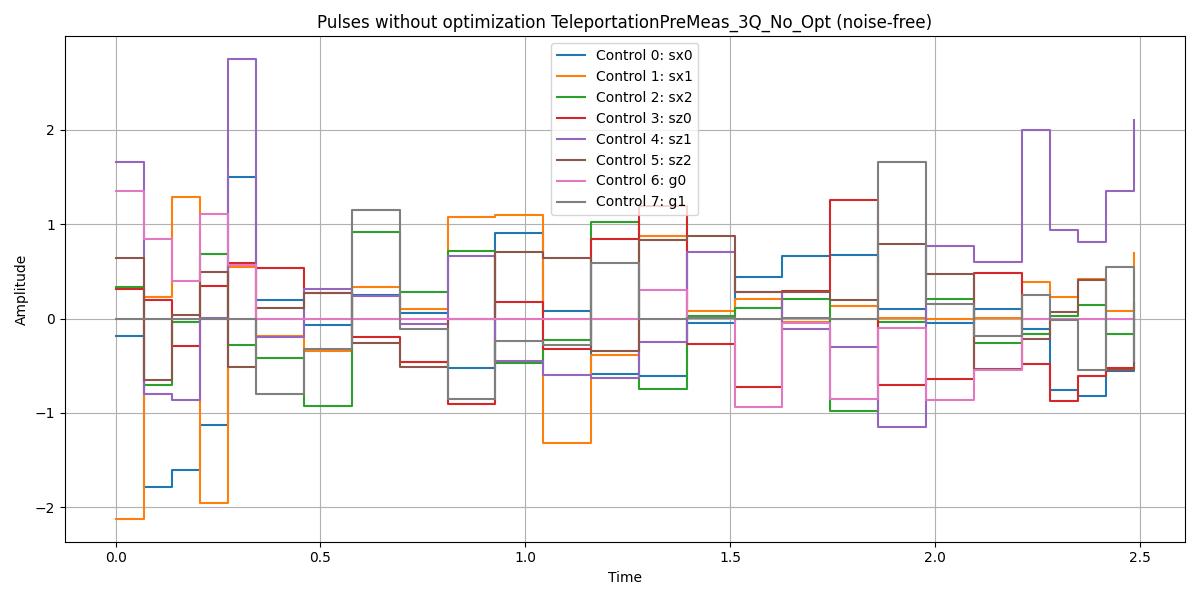 Pulses without optimization TeleportationPreMeas_3Q_No_Opt (noise-free)
Control 0: sx0
Control 1: sx1
Control 2: sx2
Control 3: sz0
Control 4: sz1
Control 5: sz2
Control 6: g0
Control 7: g1
Amplitude
2
1
0
−1
−2
0.0 0.5 1.0 1.5 2.0 2.5
Time